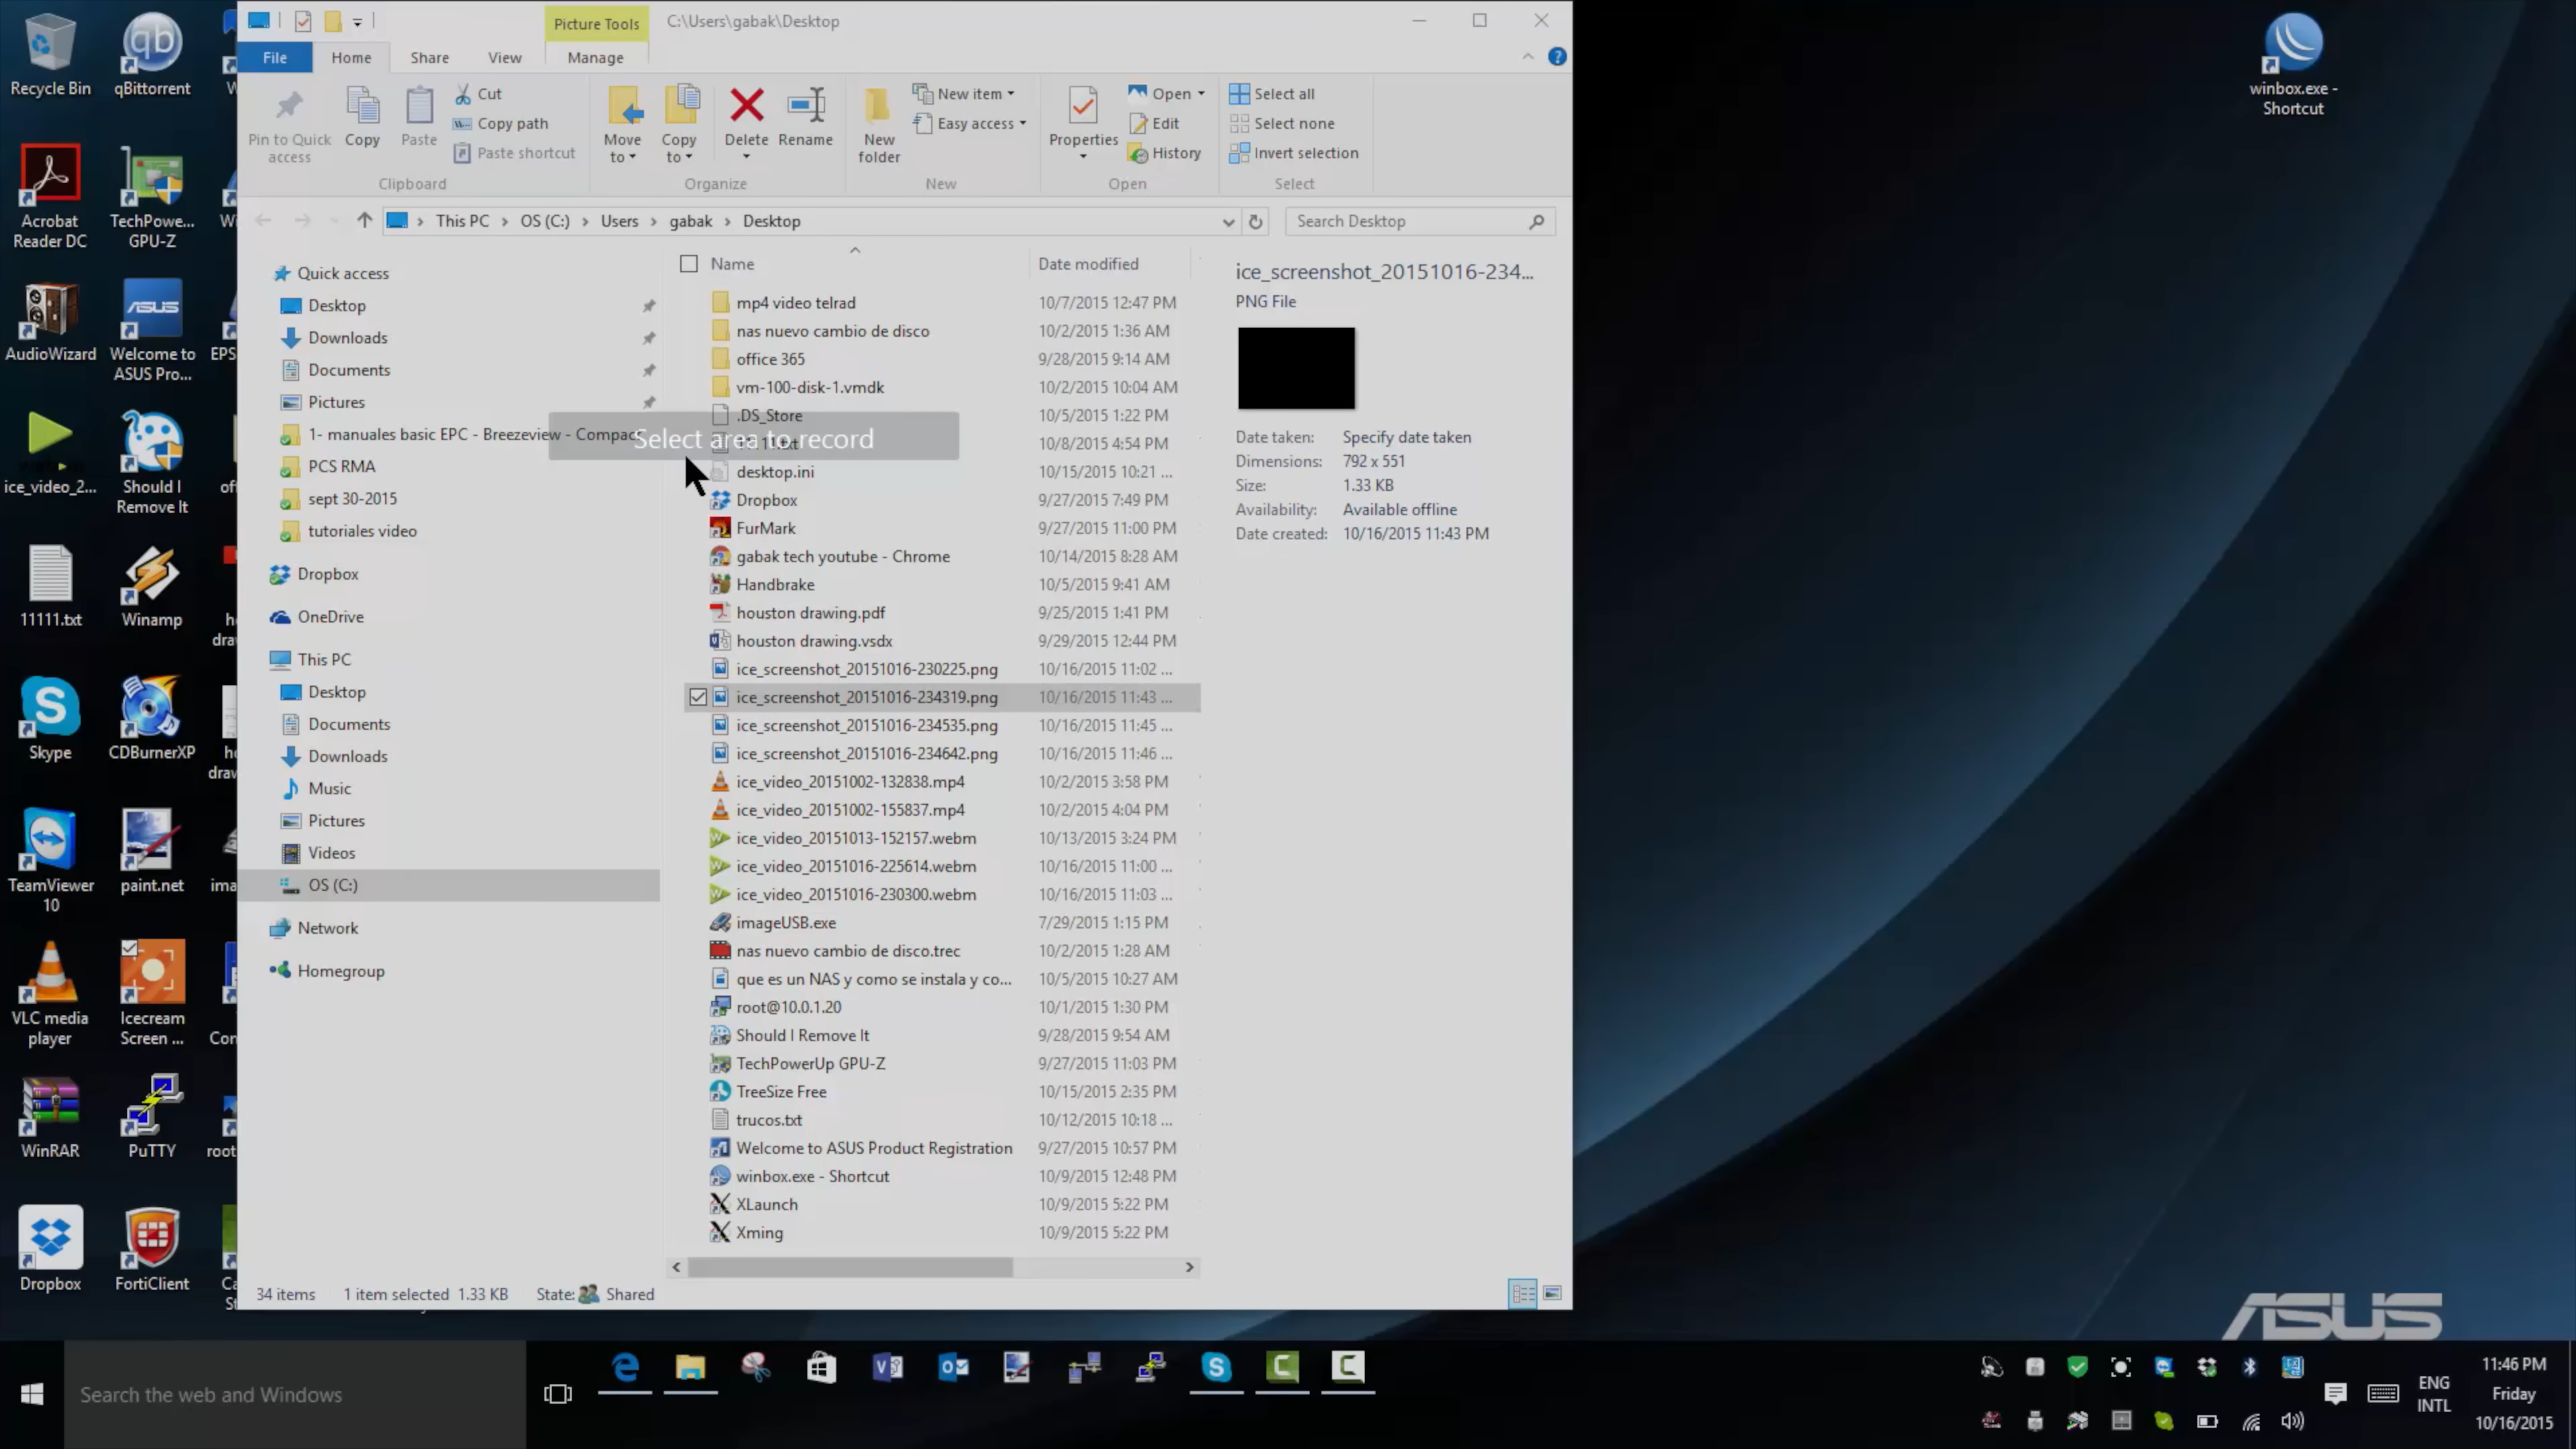 Recycle Bin
qBittorrent
Acrobat
Reader DC
TechPowe...
GPU-Z
AudioWizard
Welcome to
ASUS Pro...
EPS
ice_video_2...
Should I
Remove It
11111.txt
Winamp
Skype
CDBurnerXP
TeamViewer
10
paint.net
ima
VLC media
player
Icecream
Screen ...
Con
WinRAR
PuTTY
root
Dropbox
FortiClient
winbox.exe -
Shortcut
ASUS
Picture Tools
C:\Users\gabak\Desktop
File
Home
Share
View
Manage
Pin to Quick
access
Copy
Paste
Cut
Copy path
Paste shortcut
Clipboard
Move
to
Copy
to
Delete
Rename
Organize
New
folder
New item
Easy access
New
Properties
Open
Edit
History
Open
Select all
Select none
Invert selection
Select
This PC
OS (C:)
Users
gabak
Desktop
Search Desktop
Quick access
Desktop
Downloads
Documents
Pictures
1- manuales basic EPC - Breezeview - Compac
PCS RMA
sept 30-2015
tutoriales video
Dropbox
OneDrive
This PC
Desktop
Documents
Downloads
Music
Pictures
Videos
OS (C:)
Network
Homegroup
Select area to record
Name Date modified
mp4 video telrad 10/7/2015 12:47 PM
nas nuevo cambio de disco 10/2/2015 1:36 AM
office 365 9/28/2015 9:14 AM
vm-100-disk-1.vmdk 10/2/2015 10:04 AM
.DS_Store 10/5/2015 1:22 PM
10/8/2015 4:54 PM
desktop.ini 10/15/2015 10:21 ...
Dropbox 9/27/2015 7:49 PM
FurMark 9/27/2015 11:00 PM
gabak tech youtube - Chrome 10/14/2015 8:28 AM
Handbrake 10/5/2015 9:41 AM
houston drawing.pdf 9/25/2015 1:41 PM
houston drawing.vsdx 9/29/2015 12:44 PM
ice_screenshot_20151016-230225.png 10/16/2015 11:02 ...
ice_screenshot_20151016-234319.png 10/16/2015 11:43 ...
ice_screenshot_20151016-234535.png 10/16/2015 11:45 ...
ice_screenshot_20151016-234642.png 10/16/2015 11:46 ...
ice_video_20151002-132838.mp4 10/2/2015 3:58 PM
ice_video_20151002-155837.mp4 10/2/2015 4:04 PM
ice_video_20151013-152157.webm 10/13/2015 3:24 PM
ice_video_20151016-225614.webm 10/16/2015 11:00 ...
ice_video_20151016-230300.webm 10/16/2015 11:03 ...
imageUSB.exe 7/29/2015 1:15 PM
nas nuevo cambio de disco.trec 10/2/2015 1:28 AM
que es un NAS y como se instala y co... 10/5/2015 10:27 AM
root@10.0.1.20 10/1/2015 1:30 PM
Should I Remove It 9/28/2015 9:54 AM
TechPowerUp GPU-Z 9/27/2015 11:03 PM
TreeSize Free 10/15/2015 2:35 PM
trucos.txt 10/12/2015 10:18 ...
Welcome to ASUS Product Registration 9/27/2015 10:57 PM
winbox.exe - Shortcut 10/9/2015 12:48 PM
XLaunch 10/9/2015 5:22 PM
Xming 10/9/2015 5:22 PM
ice_screenshot_20151016-234...
PNG File
Date taken: Specify date taken
Dimensions: 792 x 551
Size: 1.33 KB
Availability: Available offline
Date created: 10/16/2015 11:43 PM
34 items 1 item selected 1.33 KB State: Shared
Search the web and Windows
ENG
INTL
11:46 PM
Friday
10/16/2015